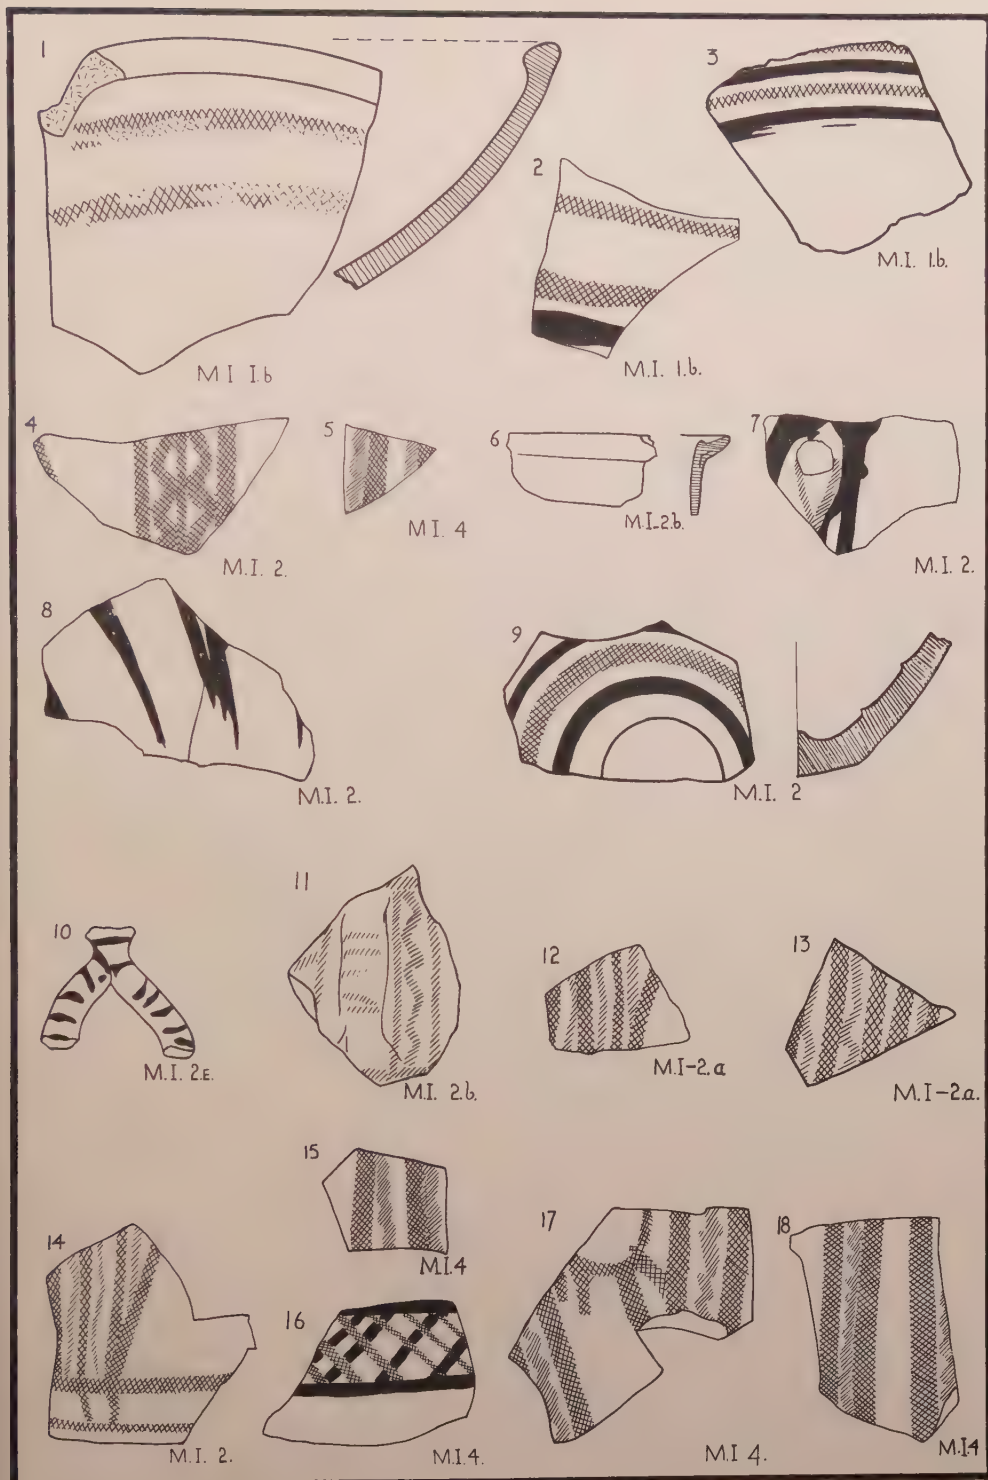 1
M I I.b
2
M.I. 1.b.
3
M.I. 1.b.
4
M.I. 2.
5
M I. 4
6
M.I-2.b.
7
M.I. 2.
8
M.I. 2.
9
M.I. 2
10
M.I. 2.E.
11
M.I. 2.b.
12
M.I-2.a
13
M.I-2.a.
14
M.I. 2.
15
M.I.4
16
M.I.4.
17
M.I 4.
18
M.I.4